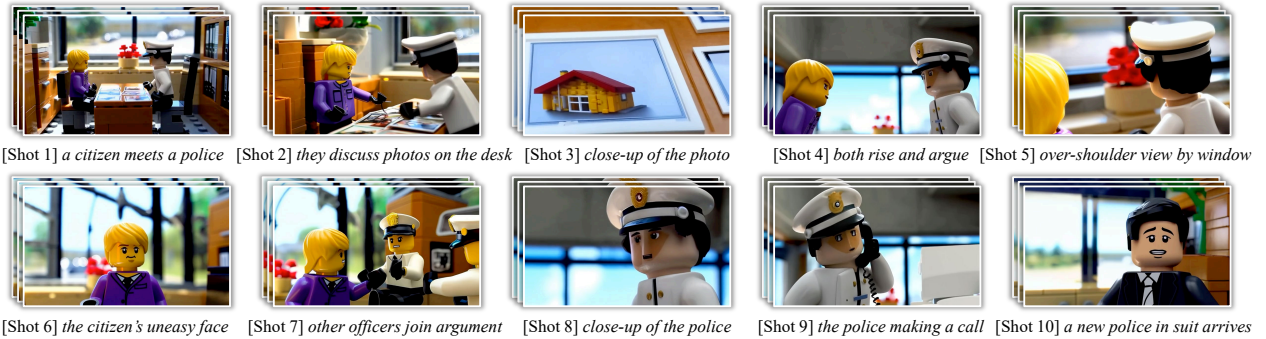 [Shot 1] a citizen meets a police
[Shot 2] they discuss photos on the desk
[Shot 3] close-up of the photo
[Shot 4] both rise and argue
[Shot 5] over-shoulder view by window
[Shot 6] the citizen's uneasy face
[Shot 7] other officers join argument
[Shot 8] close-up of the police
[Shot 9] the police making a call
[Shot 10] a new police in suit arrives